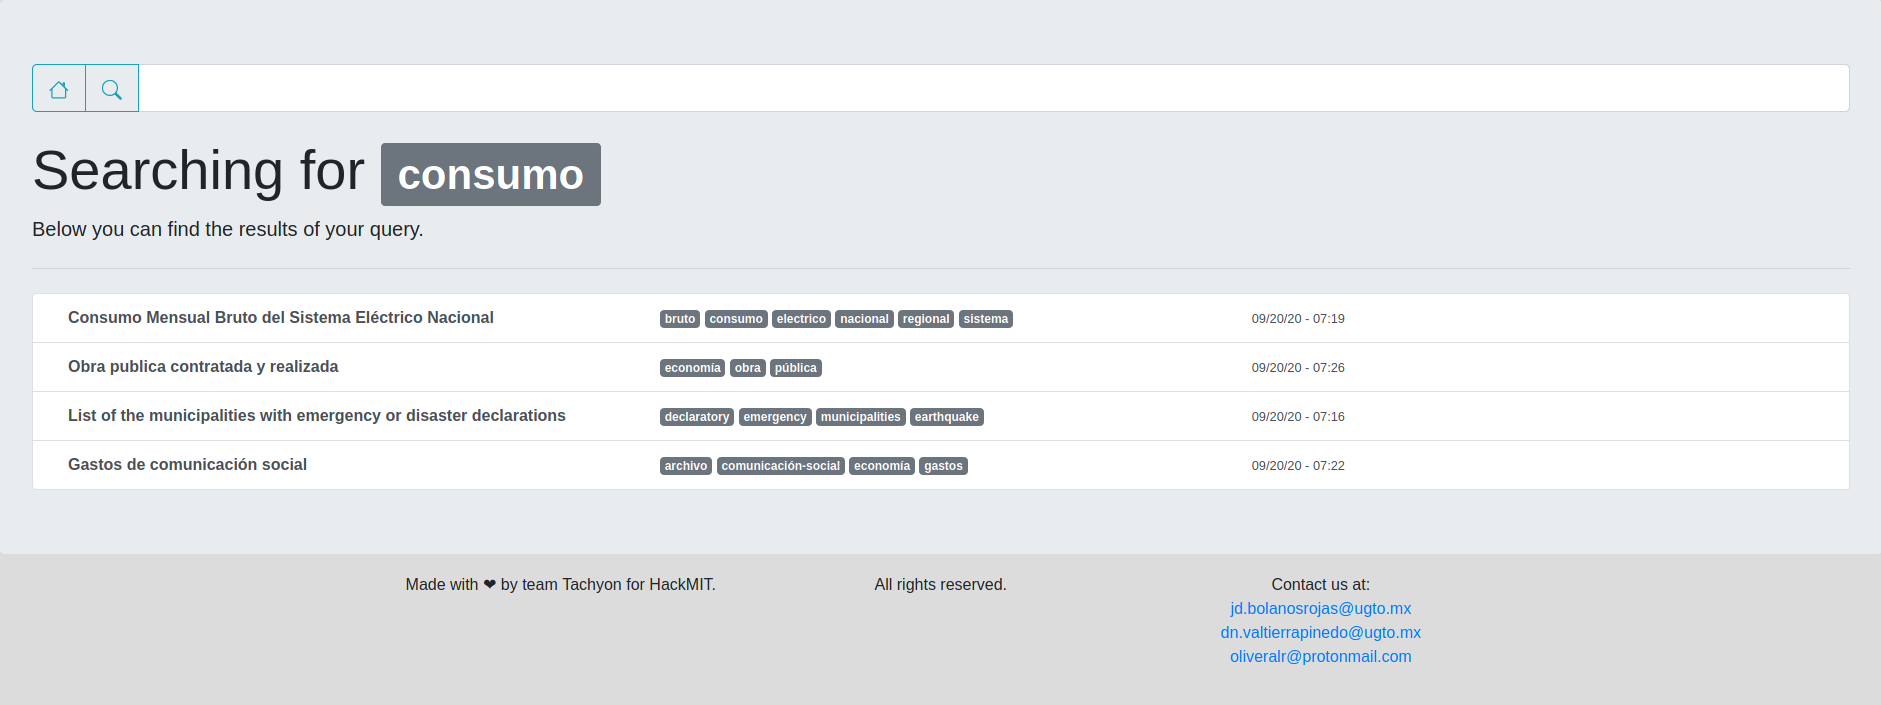 Searching for consumo
Below you can find the results of your query.
Consumo Mensual Bruto del Sistema Eléctrico Nacional bruto consumo electrico nacional regional sistema 09/20/20 - 07:19
Obra publica contratada y realizada economía obra pública 09/20/20 - 07:26
List of the municipalities with emergency or disaster declarations declaratory emergency municipalities earthquake 09/20/20 - 07:16
Gastos de comunicación social archivo comunicación-social economía gastos 09/20/20 - 07:22
Made with ❤ by team Tachyon for HackMIT.
All rights reserved.
Contact us at:
jd.bolanosrojas@ugto.mx
dn.valtierrapinedo@ugto.mx
oliveralr@protonmail.com